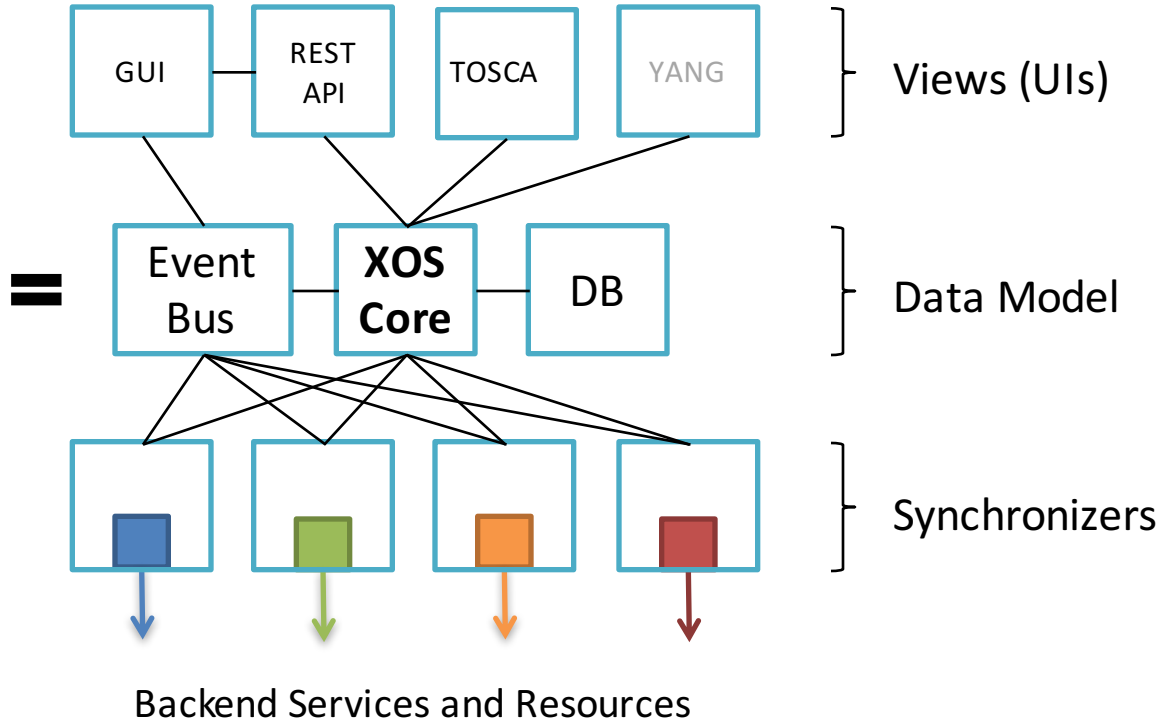 GUI
REST
API
TOSCA
YANG
Views (UIs)
=
Event
Bus
XOS
Core
DB
Data Model
Synchronizers
Backend Services and Resources